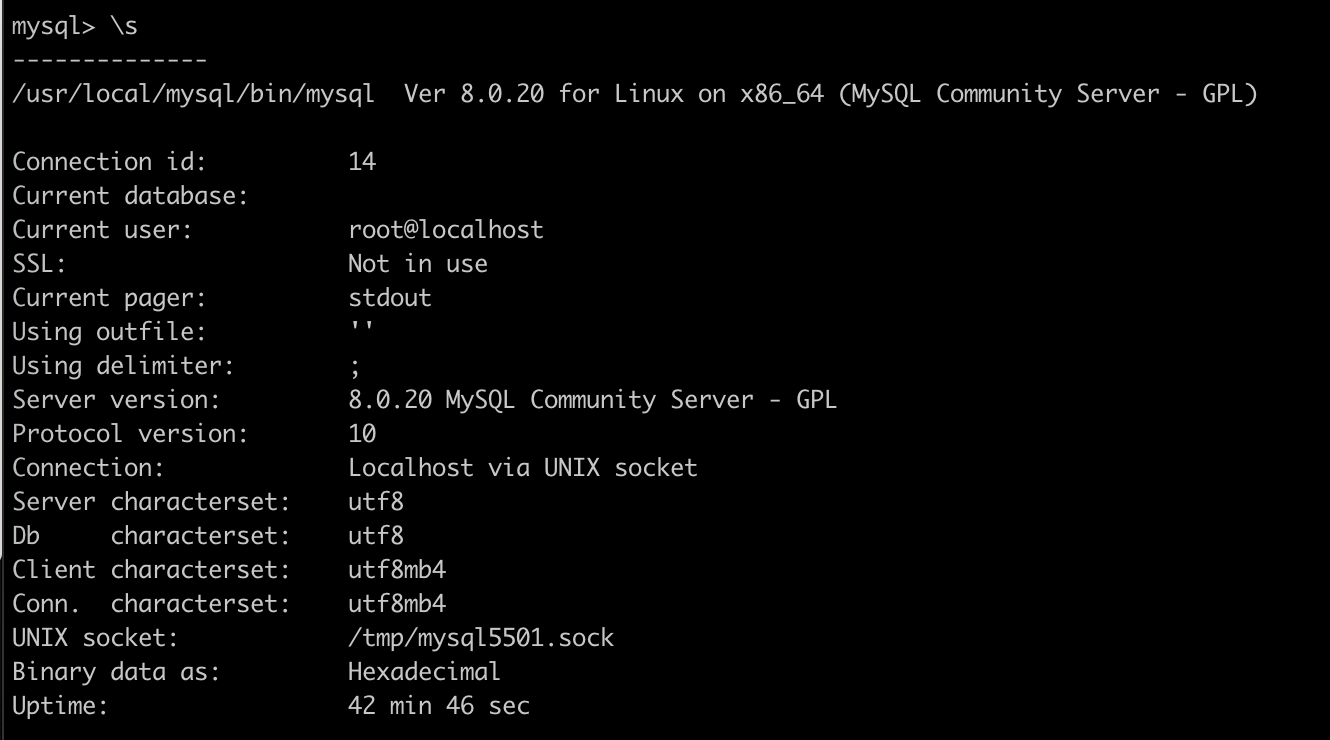 mysql> \s
--------------
/usr/local/mysql/bin/mysql  Ver 8.0.20 for Linux on x86_64 (MySQL Community Server - GPL)

Connection id:          14
Current database:
Current user:           root@localhost
SSL:                    Not in use
Current pager:          stdout
Using outfile:          ''
Using delimiter:        ;
Server version:         8.0.20 MySQL Community Server - GPL
Protocol version:       10
Connection:             Localhost via UNIX socket
Server characterset:    utf8
Db     characterset:    utf8
Client characterset:    utf8mb4
Conn.  characterset:    utf8mb4
UNIX socket:            /tmp/mysql5501.sock
Binary data as:         Hexadecimal
Uptime:                 42 min 46 sec